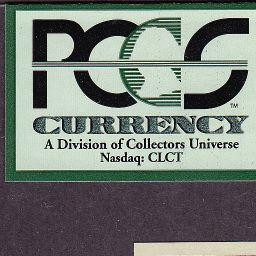 PCGS
™
CURRENCY
A Division of Collectors Universe
Nasdaq: CLCT